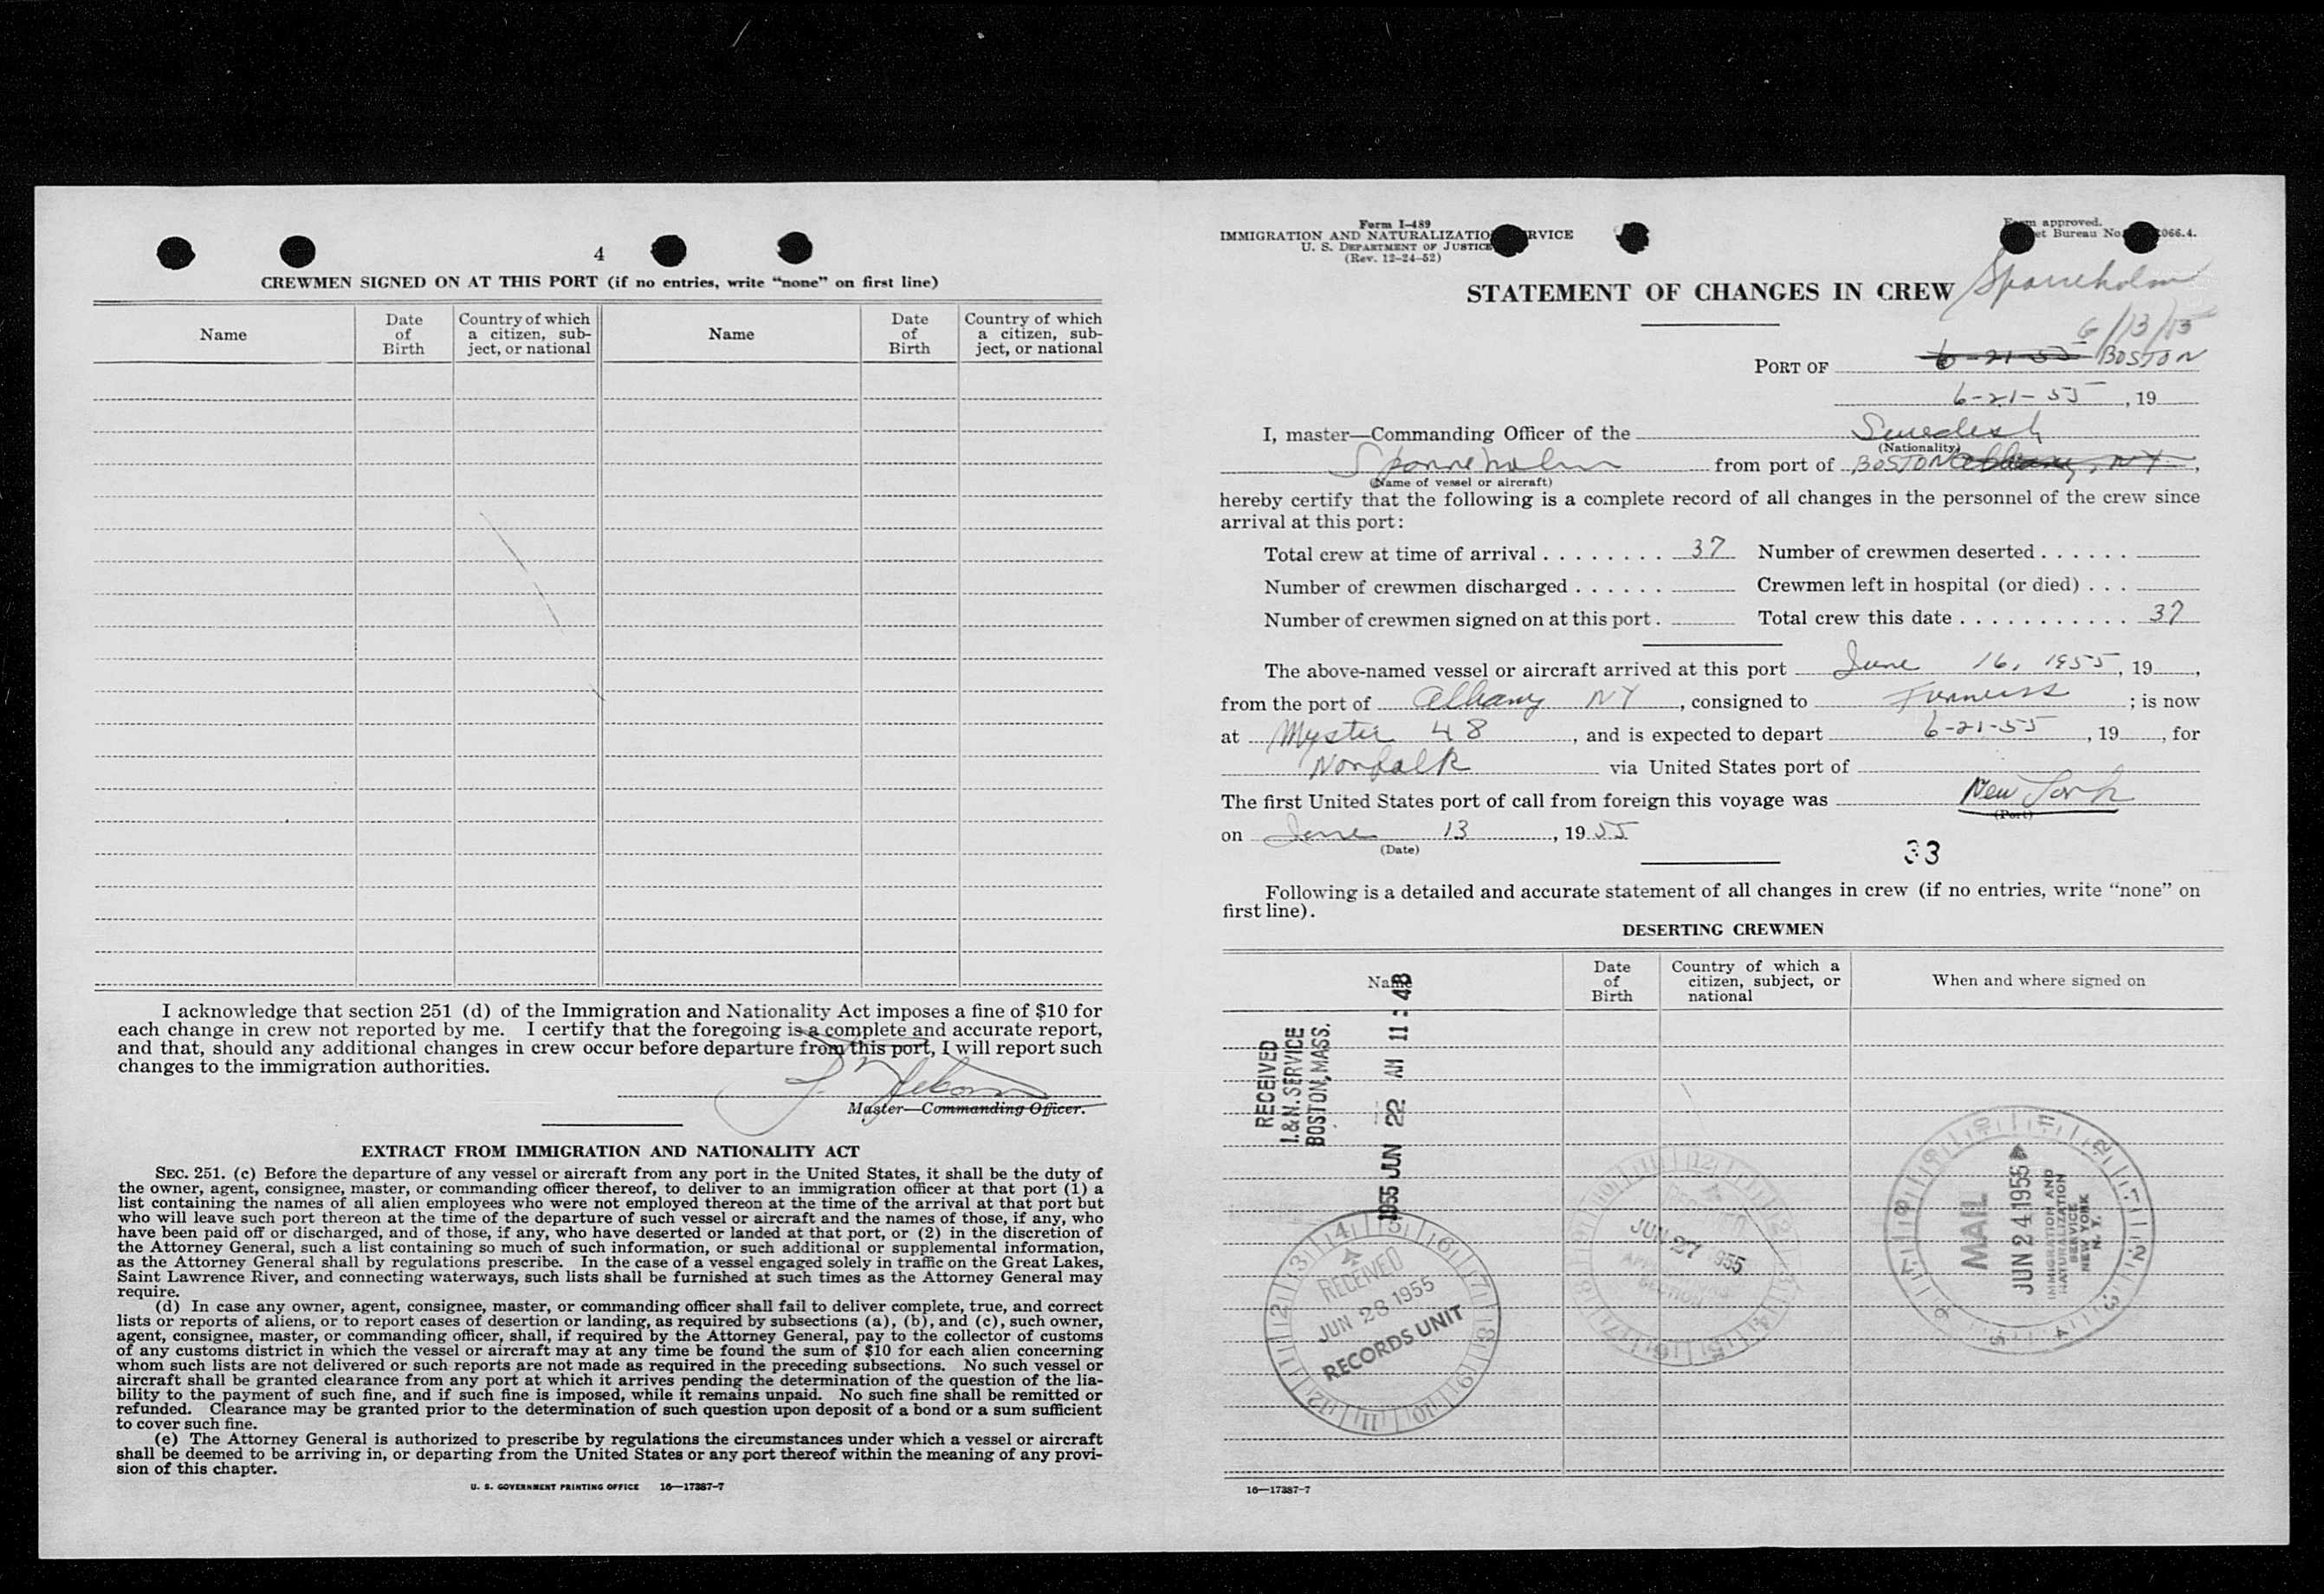 4
CREWMEN SIGNED ON AT THIS PORT (if no entries, write “none” on first line)
Name
Date of Birth
Country of which a citizen, subject, or national
Name
Date of Birth
Country of which a citizen, subject, or national
I acknowledge that section 251 (d) of the Immigration and Nationality Act imposes a fine of $10 for
each change in crew not reported by me. I certify that the foregoing is a complete and accurate report,
and that, should any additional changes in crew occur before departure from this port, I will report such
changes to the immigration authorities.
Master—Commanding Officer.
EXTRACT FROM IMMIGRATION AND NATIONALITY ACT
SEC. 251. (c) Before the departure of any vessel or aircraft from any port in the United States, it shall be the duty of
the owner, agent, consignee, master, or commanding officer thereof, to deliver to an immigration officer at that port (1) a
list containing the names of all alien employees who were not employed thereon at the time of the arrival at that port but
who will leave such port thereon at the time of the departure of such vessel or aircraft and the names of those, if any, who
have been paid off or discharged, and of those, if any, who have deserted or landed at that port, or (2) in the discretion of
the Attorney General, such a list containing so much of such information, or such additional or supplemental information,
as the Attorney General shall by regulations prescribe. In the case of a vessel engaged solely in traffic on the Great Lakes,
Saint Lawrence River, and connecting waterways, such lists shall be furnished at such times as the Attorney General may
require.
(d) In case any owner, agent, consignee, master, or commanding officer shall fail to deliver complete, true, and correct
lists or reports of aliens, or to report cases of desertion or landing, as required by subsections (a), (b), and (c), such owner,
agent, consignee, master, or commanding officer, shall, if required by the Attorney General, pay to the collector of customs
of any customs district in which the vessel or aircraft may at any time be found the sum of $10 for each alien concerning
whom such lists are not delivered or such reports are not made as required in the preceding subsections. No such vessel or
aircraft shall be granted clearance from any port at which it arrives pending the determination of the question of the lia-
bility to the payment of such fine, and if such fine is imposed, while it remains unpaid. No such fine shall be remitted or
refunded. Clearance may be granted prior to the determination of such question upon deposit of a bond or a sum sufficient
to cover such fine.
(e) The Attorney General is authorized to prescribe by regulations the circumstances under which a vessel or aircraft
shall be deemed to be arriving in, or departing from the United States or any port thereof within the meaning of any provi-
sion of this chapter.
U. S. GOVERNMENT PRINTING OFFICE 16—17387-7
Form I-489
IMMIGRATION AND NATURALIZATIO RVICE
U. S. DEPARTMENT OF JUSTICE
(Rev. 12-24-52)
approved.
et Bureau No. 066.4.
STATEMENT OF CHANGES IN CREW Sparreholm
6/13/55
PORT OF 6-21-55 BOSTON
6-21-55, 19
I, master—Commanding Officer of the Swedish
(Nationality)
Sparreholm from port of BOSTON Albany, NY,
(Name of vessel or aircraft)
hereby certify that the following is a complete record of all changes in the personnel of the crew since
arrival at this port:
Total crew at time of arrival . . . . . . . . 37 Number of crewmen deserted . . . . . .
Number of crewmen discharged . . . . . . Crewmen left in hospital (or died) . . .
Number of crewmen signed on at this port . Total crew this date . . . . . . . . . . . 37
The above-named vessel or aircraft arrived at this port June 16, 1955, 19,
from the port of Albany NY, consigned to Furness; is now
at Mystic 48, and is expected to depart 6-21-55, 19, for
Norfolk via United States port of
The first United States port of call from foreign this voyage was New York
(Port)
on June 13, 1955
(Date)
33
Following is a detailed and accurate statement of all changes in crew (if no entries, write “none” on
first line).
DESERTING CREWMEN
Name
Date of Birth
Country of which a citizen, subject, or national
When and where signed on
RECEIVED
I. & N. SERVICE
BOSTON, MASS.
1955 JUN 22 AM 11:48
RECEIVED
JUN 28 1955
RECORDS UNIT
JUN 27 1955
MAIL
JUN 24 1955
IMMIGRATION AND
NATURALIZATION
SERVICE
NEW YORK
N. Y.
16—17387-7